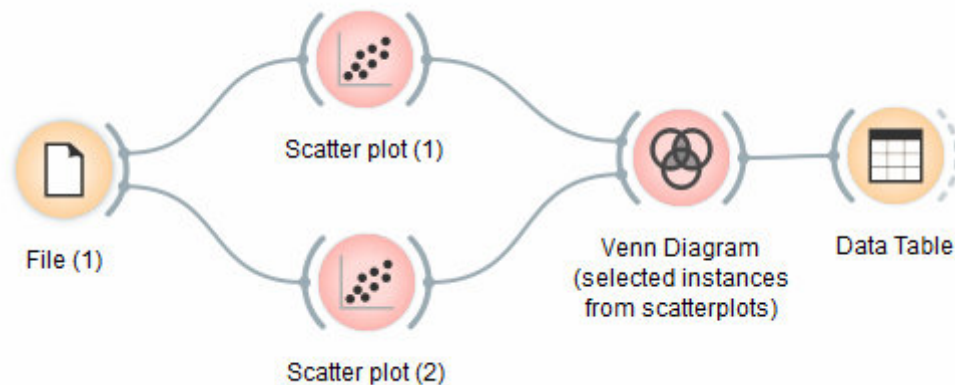 Scatter plot (1)
File (1)
Venn Diagram
(selected instances
from scatterplots)
Data Table
Scatter plot (2)